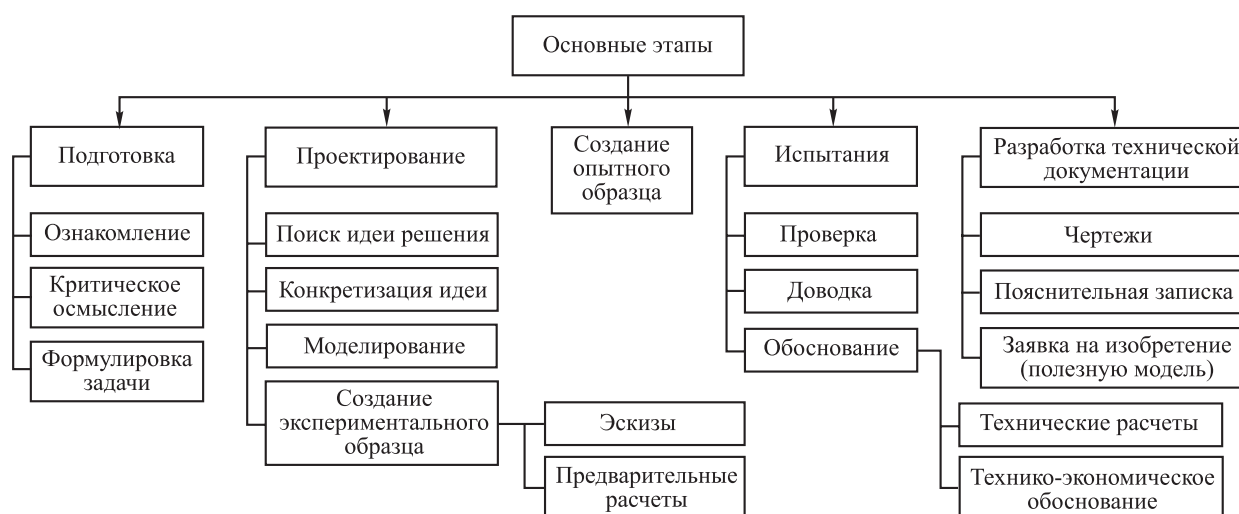 Основные этапы
Подготовка
Ознакомление
Критическое
осмысление
Формулировка
задачи
Проектирование
Поиск идеи решения
Конкретизация идеи
Моделирование
Создание
экспериментального
образца
Эскизы
Предварительные
расчеты
Создание
опытного
образца
Испытания
Проверка
Доводка
Обоснование
Технические расчеты
Технико-экономическое
обоснование
Разработка технической
документации
Чертежи
Пояснительная записка
Заявка на изобретение
(полезную модель)